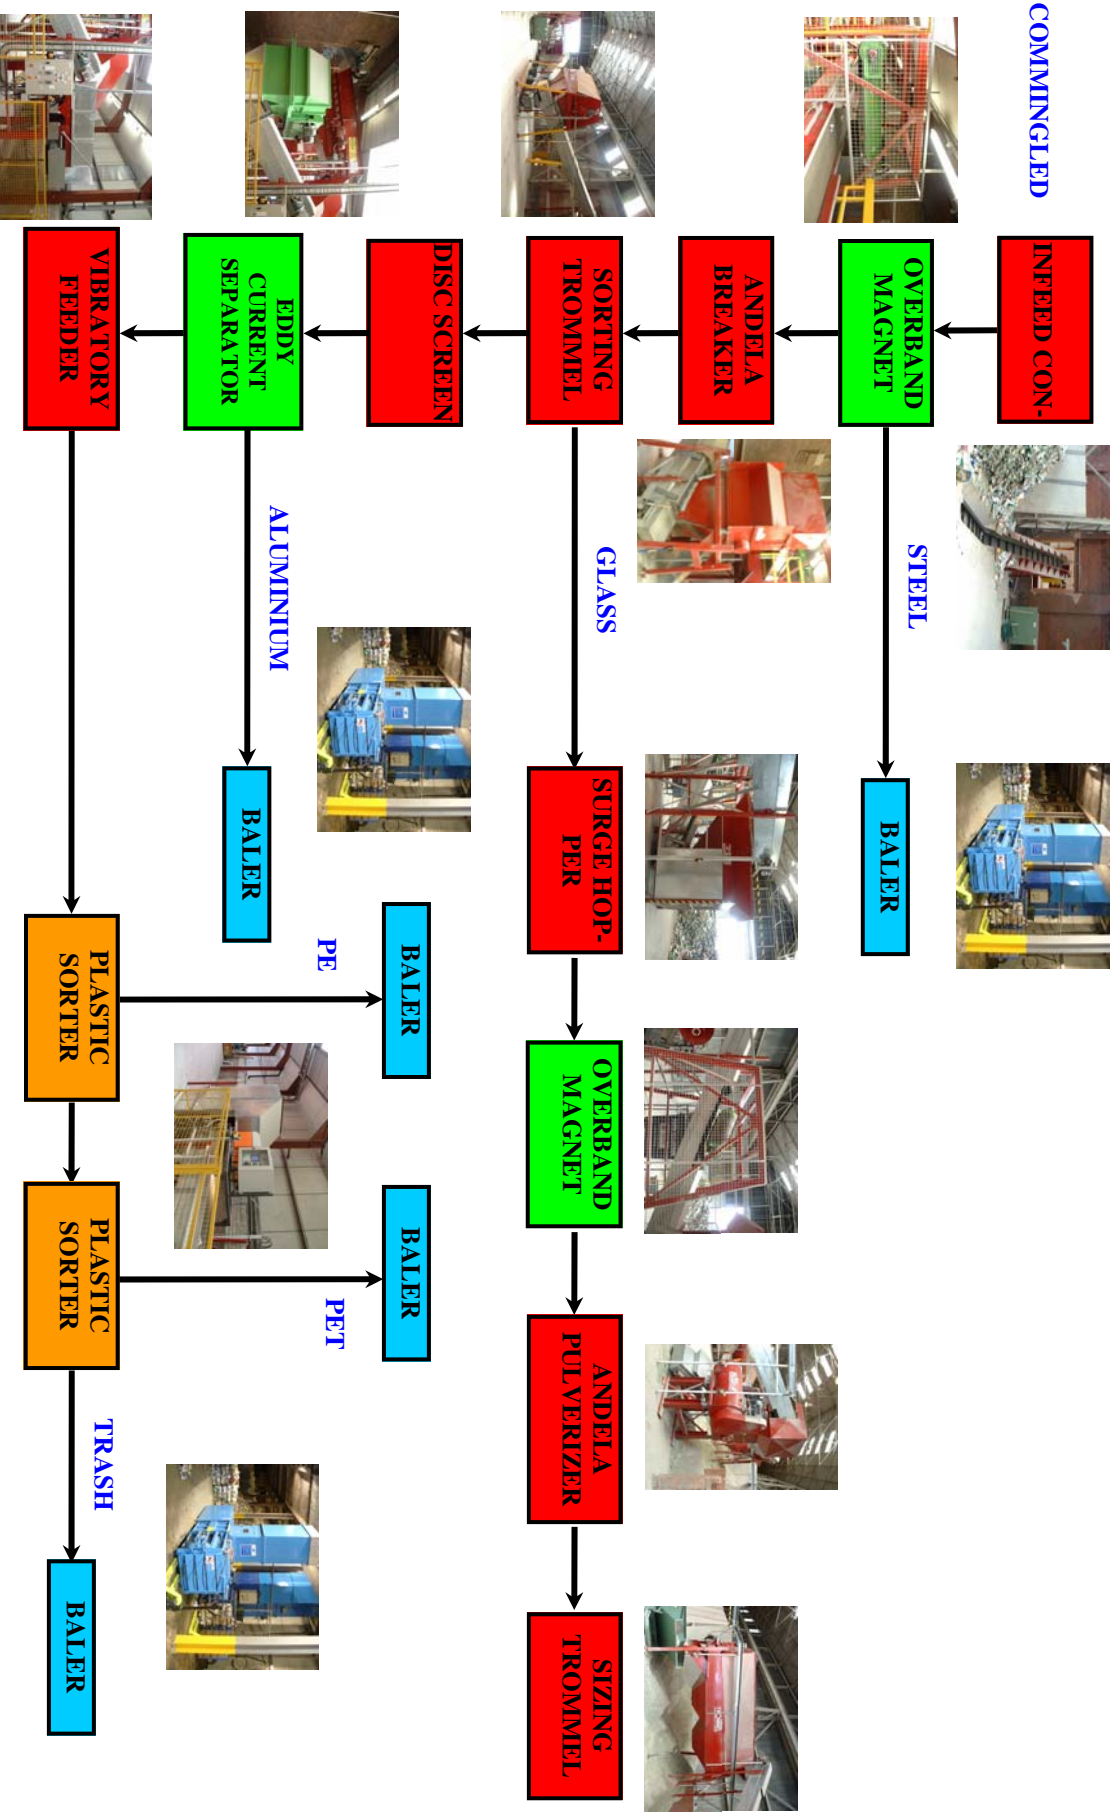 COMMINGLED
INFEED CON-
OVERBAND
MAGNET
STEEL
BALER
ANDELA
BREAKER
SORTING
TROMMEL
GLASS
SURGE HOP-
PER
OVERBAND
MAGNET
ANDELA
PULVERIZER
SIZING
TROMMEL
DISC SCREEN
EDDY
CURRENT
SEPARATOR
ALUMINIUM
BALER
VIBRATORY
FEEDER
PLASTIC
SORTER
PE
BALER
PLASTIC
SORTER
PET
BALER
TRASH
BALER